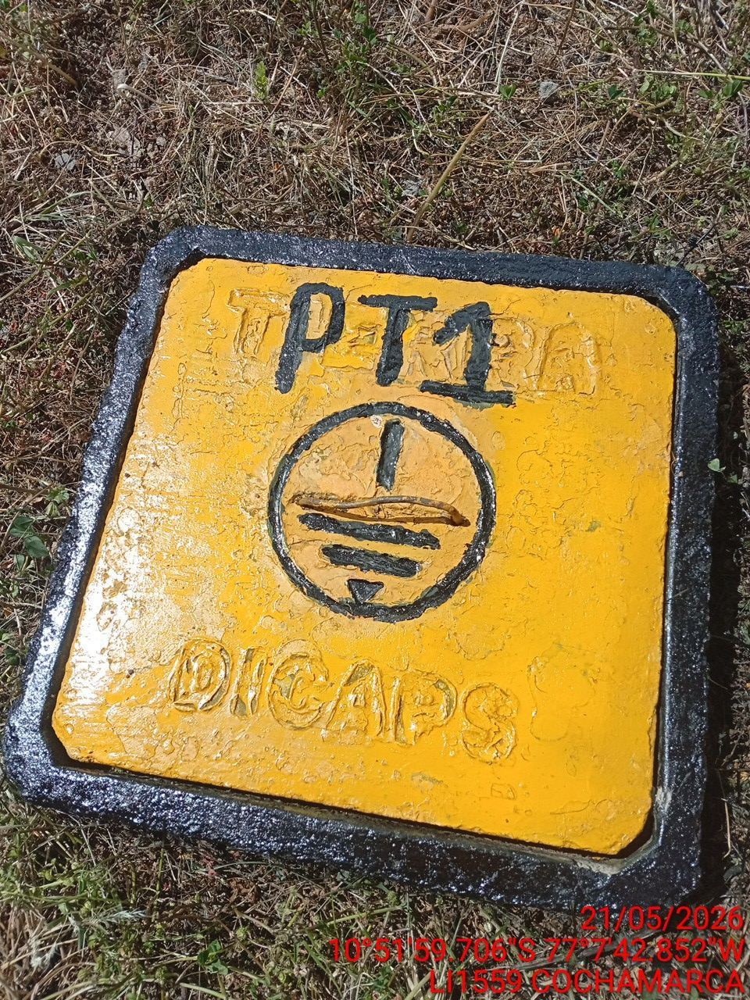 PT1
DICAPS
21/05/2026
10°51'59.706"S 77°7'42.852"W
LI1559 COCHAMARCA